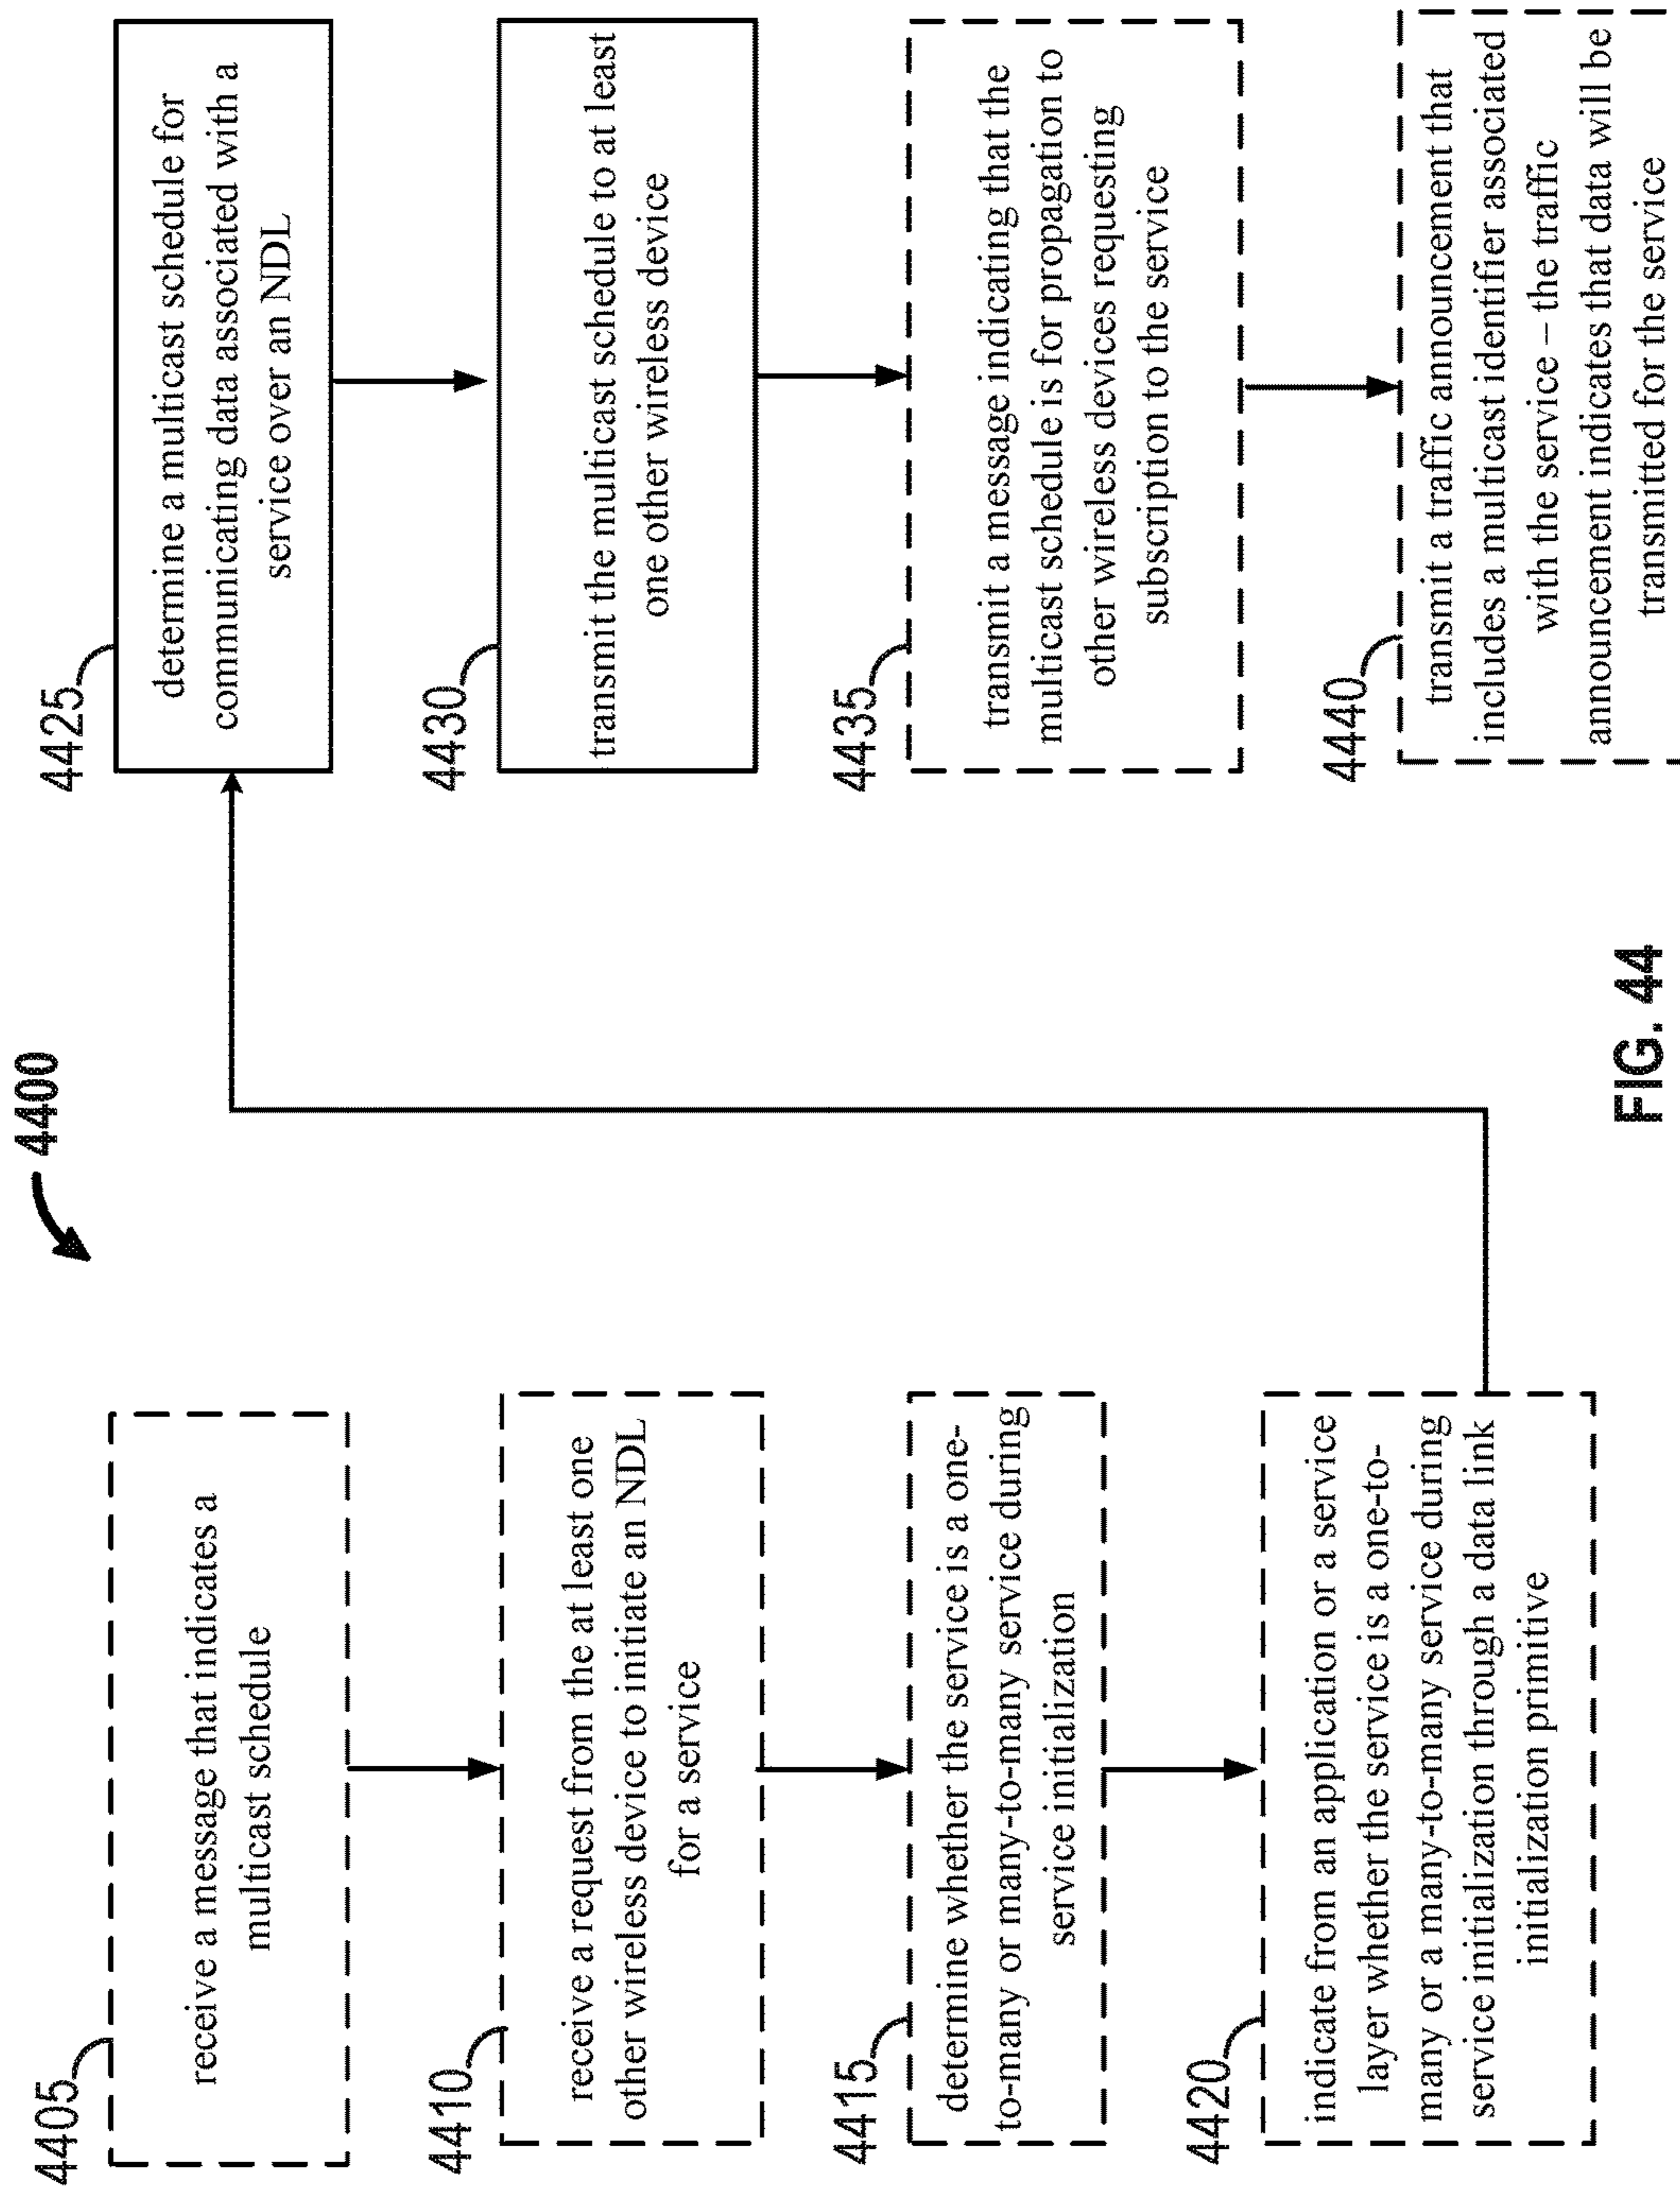 4400
4405
receive a message that indicates a
multicast schedule
4410
receive a request from the at least one
other wireless device to initiate an NDL
for a service
4415
determine whether the service is a one-
to-many or many-to-many service during
service initialization
4420
indicate from an application or a service
layer whether the service is a one-to-
many or a many-to-many service during
service initialization through a data link
initialization primitive
4425
determine a multicast schedule for
communicating data associated with a
service over an NDL
4430
transmit the multicast schedule to at least
one other wireless device
4435
transmit a message indicating that the
multicast schedule is for propagation to
other wireless devices requesting
subscription to the service
4440
transmit a traffic announcement that
includes a multicast identifier associated
with the service – the traffic
announcement indicates that data will be
transmitted for the service
FIG. 44